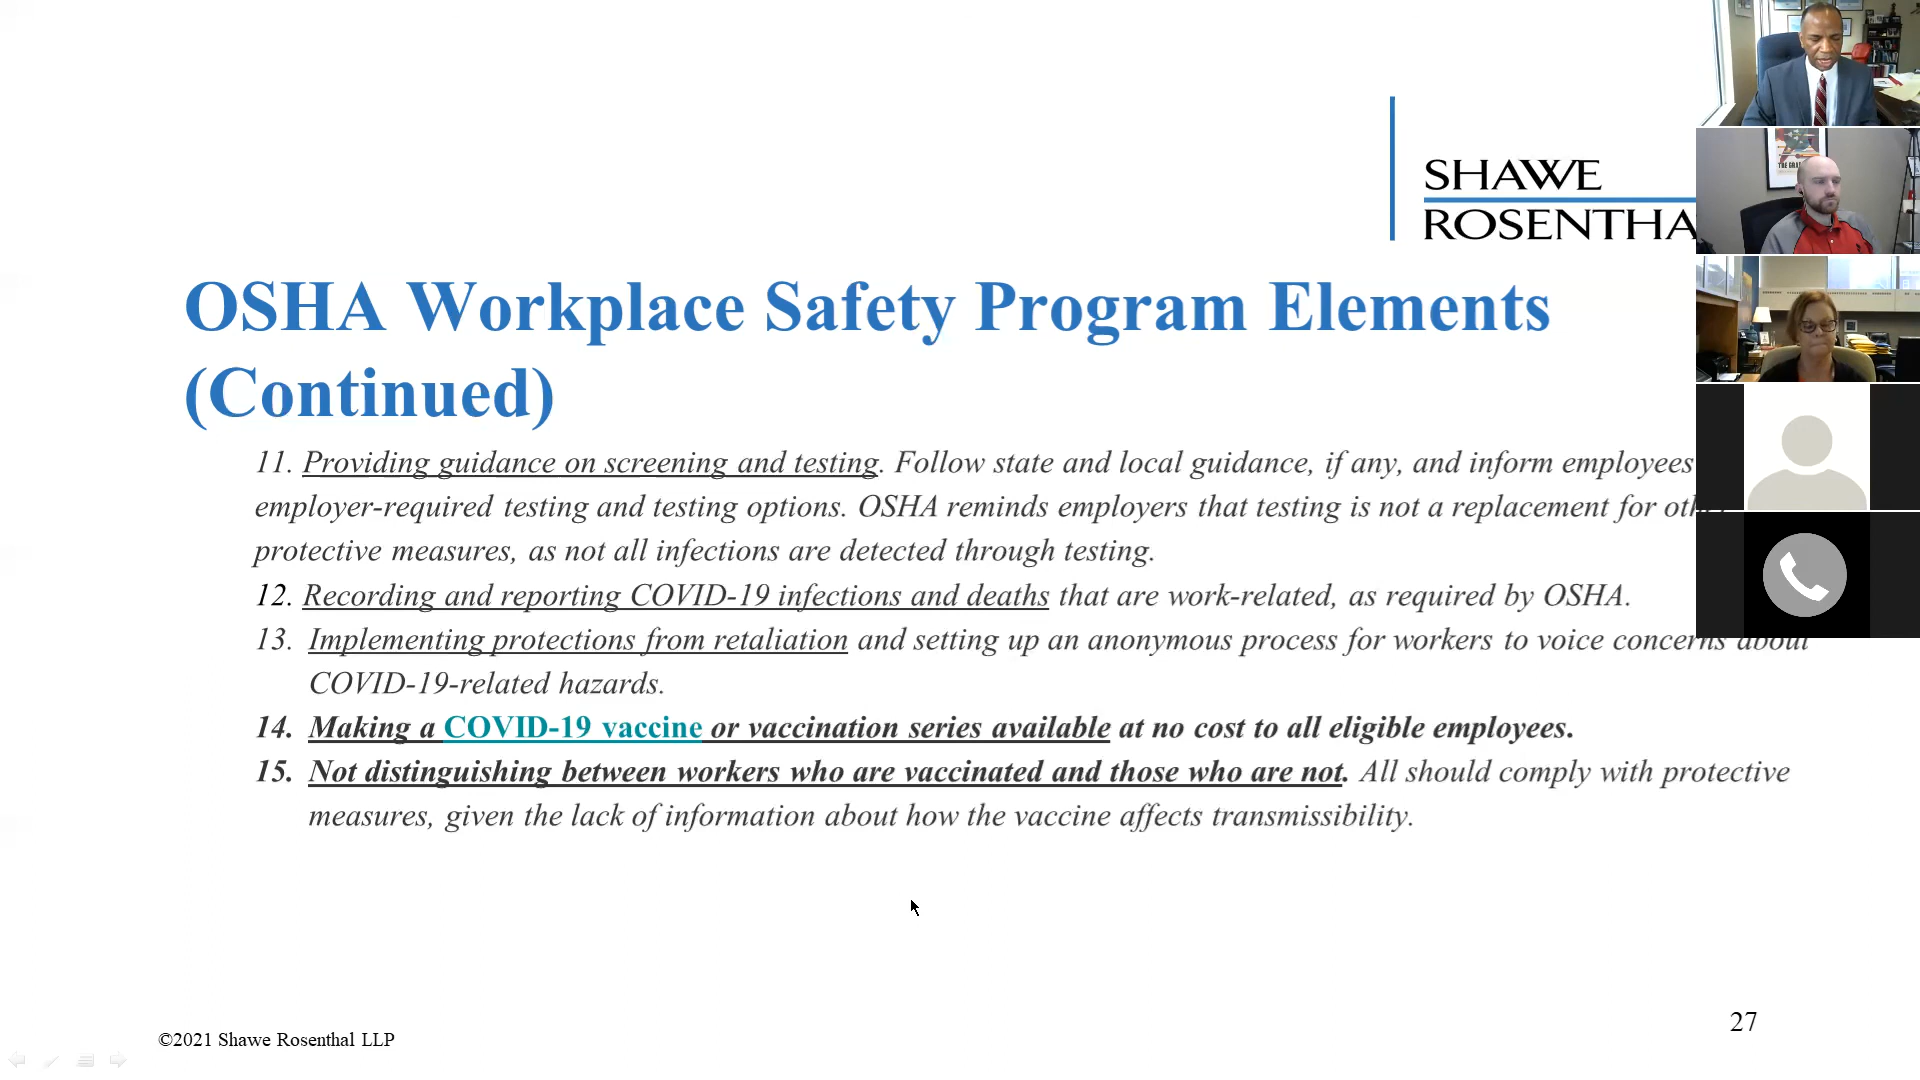 SHAWE
ROSENTHA
OSHA Workplace Safety Program Elements
(Continued)
11. Providing guidance on screening and testing. Follow state and local guidance, if any, and inform employees
employer-required testing and testing options. OSHA reminds employers that testing is not a replacement for other
protective measures, as not all infections are detected through testing.
12. Recording and reporting COVID-19 infections and deaths that are work-related, as required by OSHA.
13. Implementing protections from retaliation and setting up an anonymous process for workers to voice concerns about
COVID-19-related hazards.
14. Making a COVID-19 vaccine or vaccination series available at no cost to all eligible employees.
15. Not distinguishing between workers who are vaccinated and those who are not. All should comply with protective
measures, given the lack of information about how the vaccine affects transmissibility.
©2021 Shawe Rosenthal LLP
27